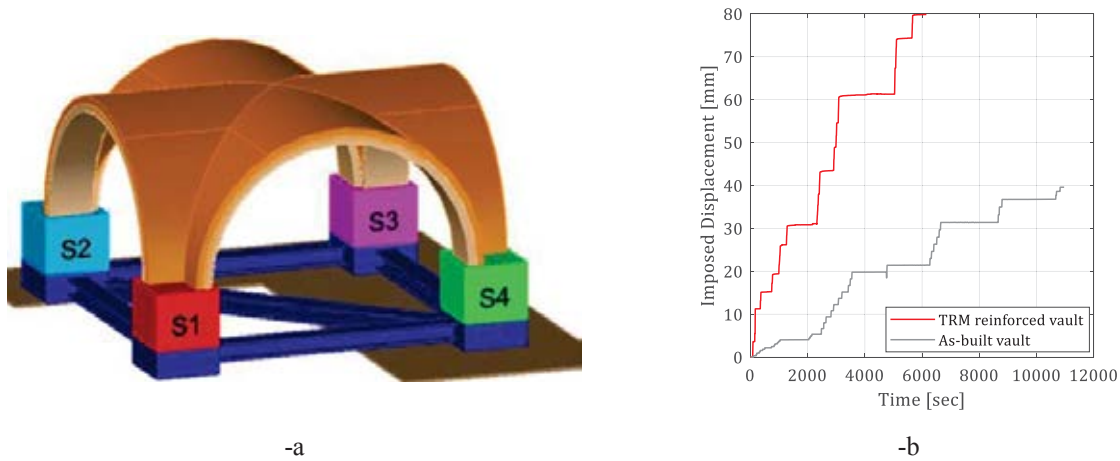 S2
S3
S1
S4
-a
80
70
60
50
40
30
20
10
0
Imposed Displacement [mm]
TRM reinforced vault
As-built vault
0
2000
4000
6000
8000
10000
12000
Time [sec]
-b